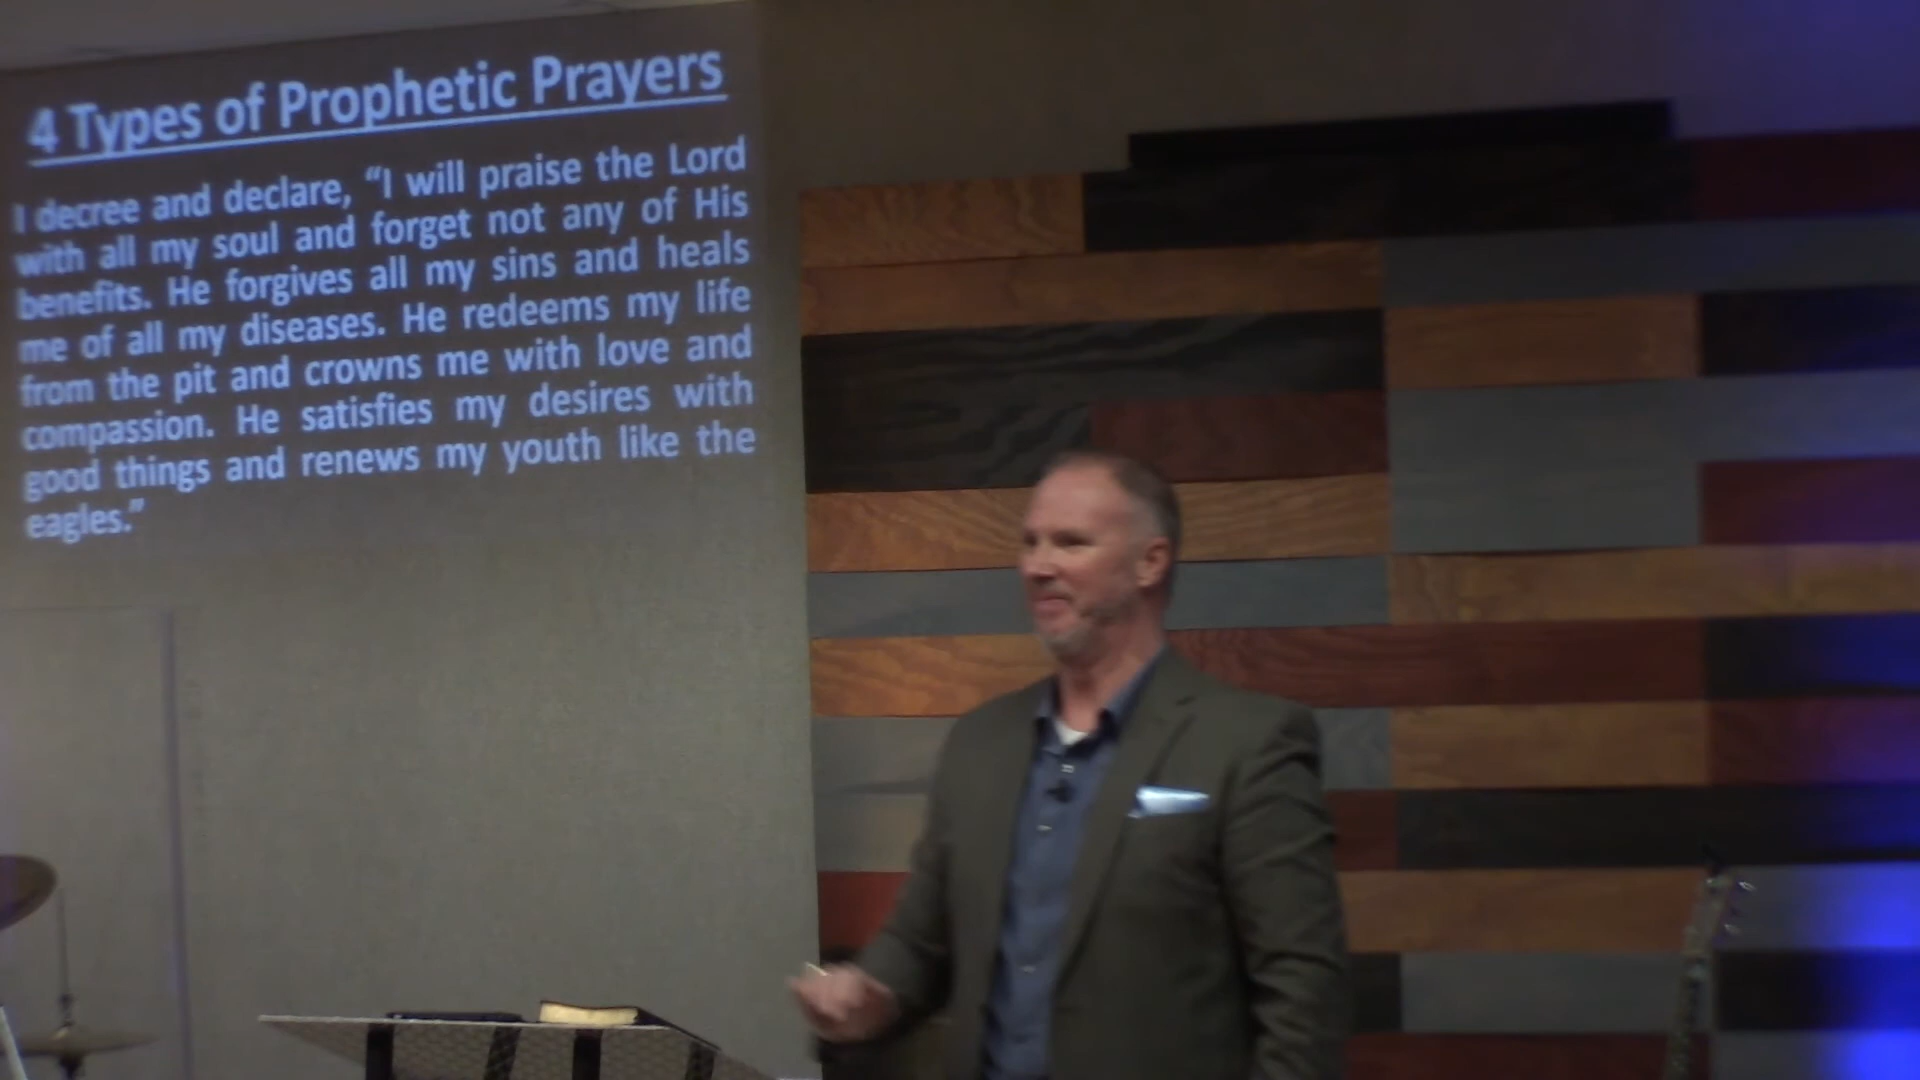 4 Types of Prophetic Prayers
I decree and declare, “I will praise the Lord
with all my soul and forget not any of His
benefits. He forgives all my sins and heals
me of all my diseases. He redeems my life
from the pit and crowns me with love and
compassion. He satisfies my desires with
good things and renews my youth like the
eagles.”